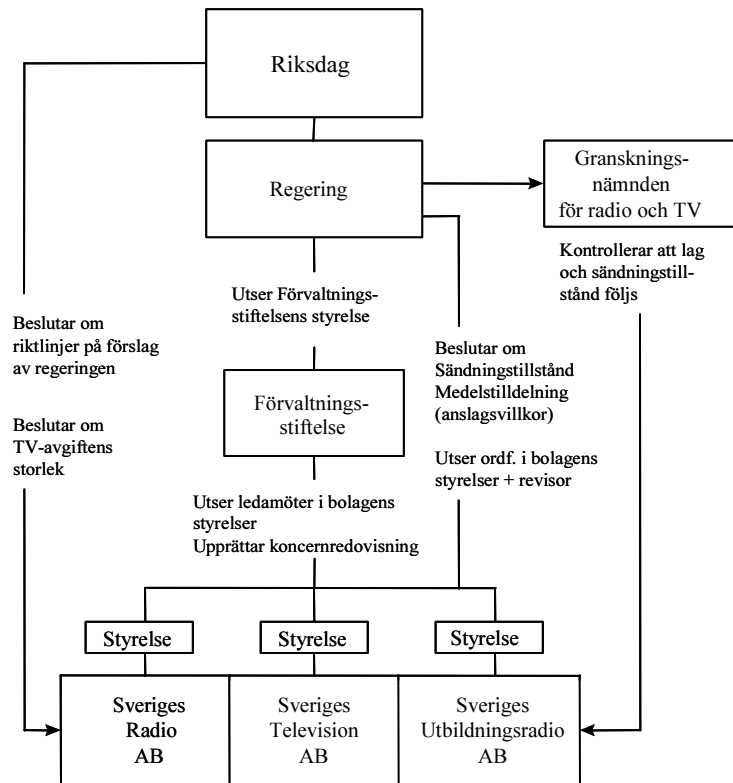 Riksdag
Regering
Gransknings-
nämnden
för radio och TV
Kontrollerar att lag
och sändningstill-
stånd följs
Utser Förvaltnings-
stiftelsens styrelse
Beslutar om
riktlinjer på förslag
av regeringen
Beslutar om
TV-avgiftens
storlek
Beslutar om
Sändningstillstånd
Medelstilldelning
(anslagsvillkor)
Utser ordf. i bolagens
styrelser + revisor
Förvaltnings-
stiftelse
Utser ledamöter i bolagens
styrelser
Upprättar koncernredovisning
Styrelse
Styrelse
Styrelse
Sveriges
Radio
AB
Sveriges
Television
AB
Sveriges
Utbildningsradio
AB